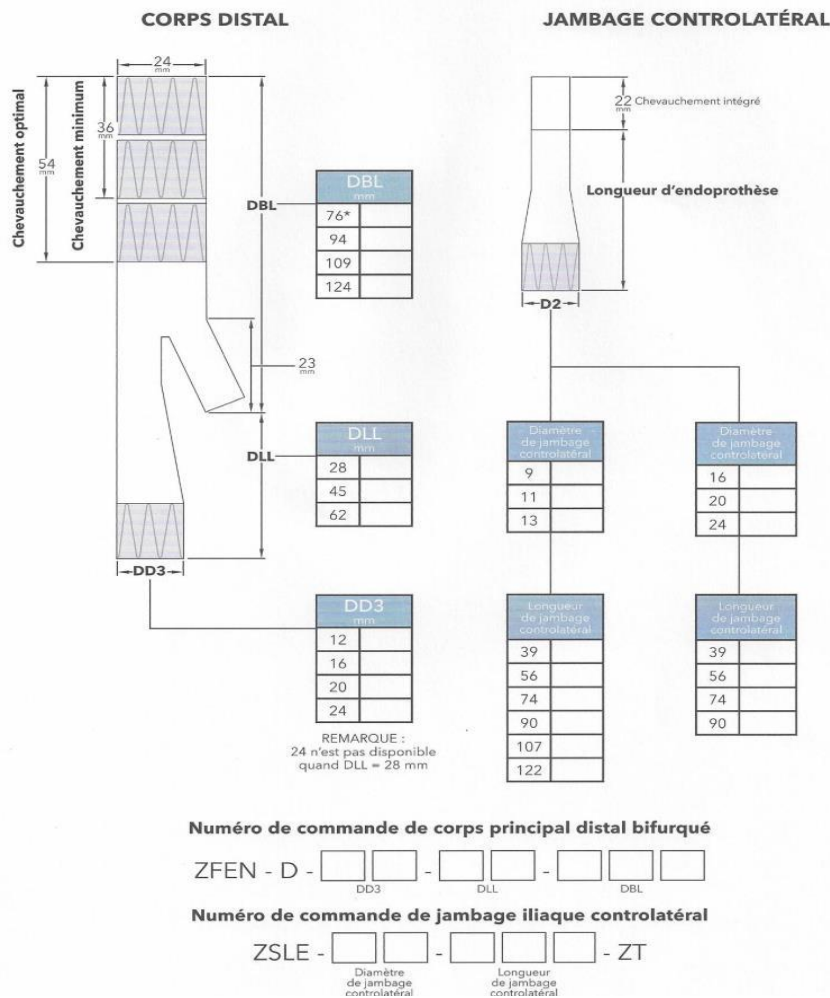 CORPS DISTAL
24
mm
Chevauchement optimal
54
mm
Chevauchement minimum
36
mm
DBL
DBL
mm
76*
94
109
124
23
mm
DLL
DLL
mm
28
45
62
DD3
DD3
mm
12
16
20
24
REMARQUE :
24 n'est pas disponible
quand DLL = 28 mm
JAMBAGE CONTROLATÉRAL
22 Chevauchement intégré
mm
Longueur d'endoprothèse
D2
Diamètre
de jambage
controlatéral
9
11
13
Diamètre
de jambage
controlatéral
16
20
24
Longueur
de jambage
controlatéral
39
56
74
90
107
122
Longueur
de jambage
controlatéral
39
56
74
90
Numéro de commande de corps principal distal bifurqué
ZFEN - D - - -
DD3 DLL DBL
Numéro de commande de jambage iliaque controlatéral
ZSLE - - - ZT
Diamètre
de jambage
controlatéral
Longueur
de jambage
controlatéral